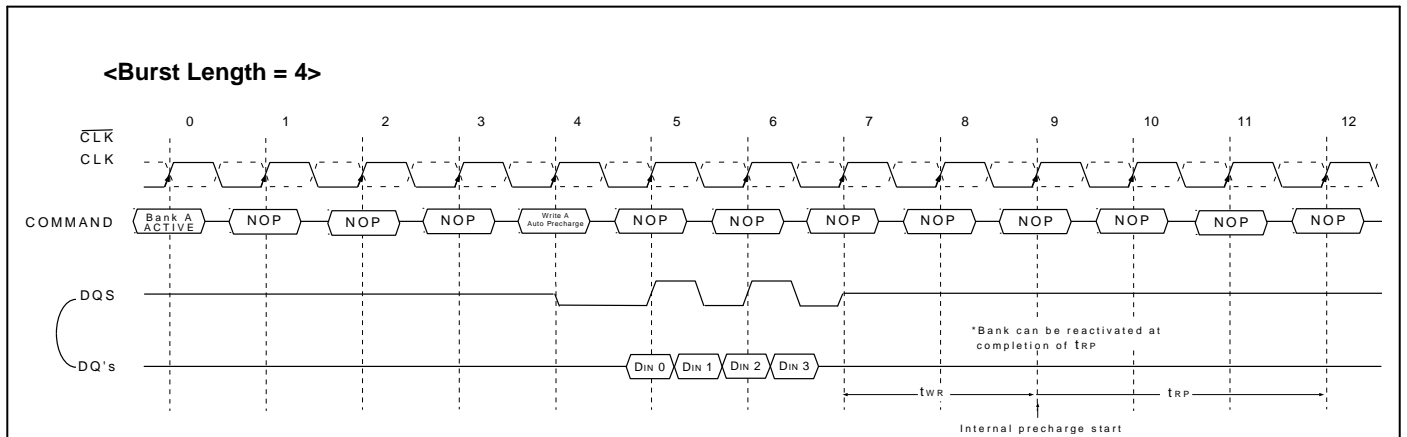 <Burst Length = 4>
0 1 2 3 4 5 6 7 8 9 10 11 12
CLK
CLK
COMMAND
Bank A
ACTIVE
NOP NOP NOP
Write A
Auto Precharge
NOP NOP NOP NOP NOP NOP NOP NOP
DQS
*Bank can be reactivated at
completion of tRP
DQ's
DIN 0 DIN 1 DIN 2 DIN 3
tWR
tRP
Internal precharge start